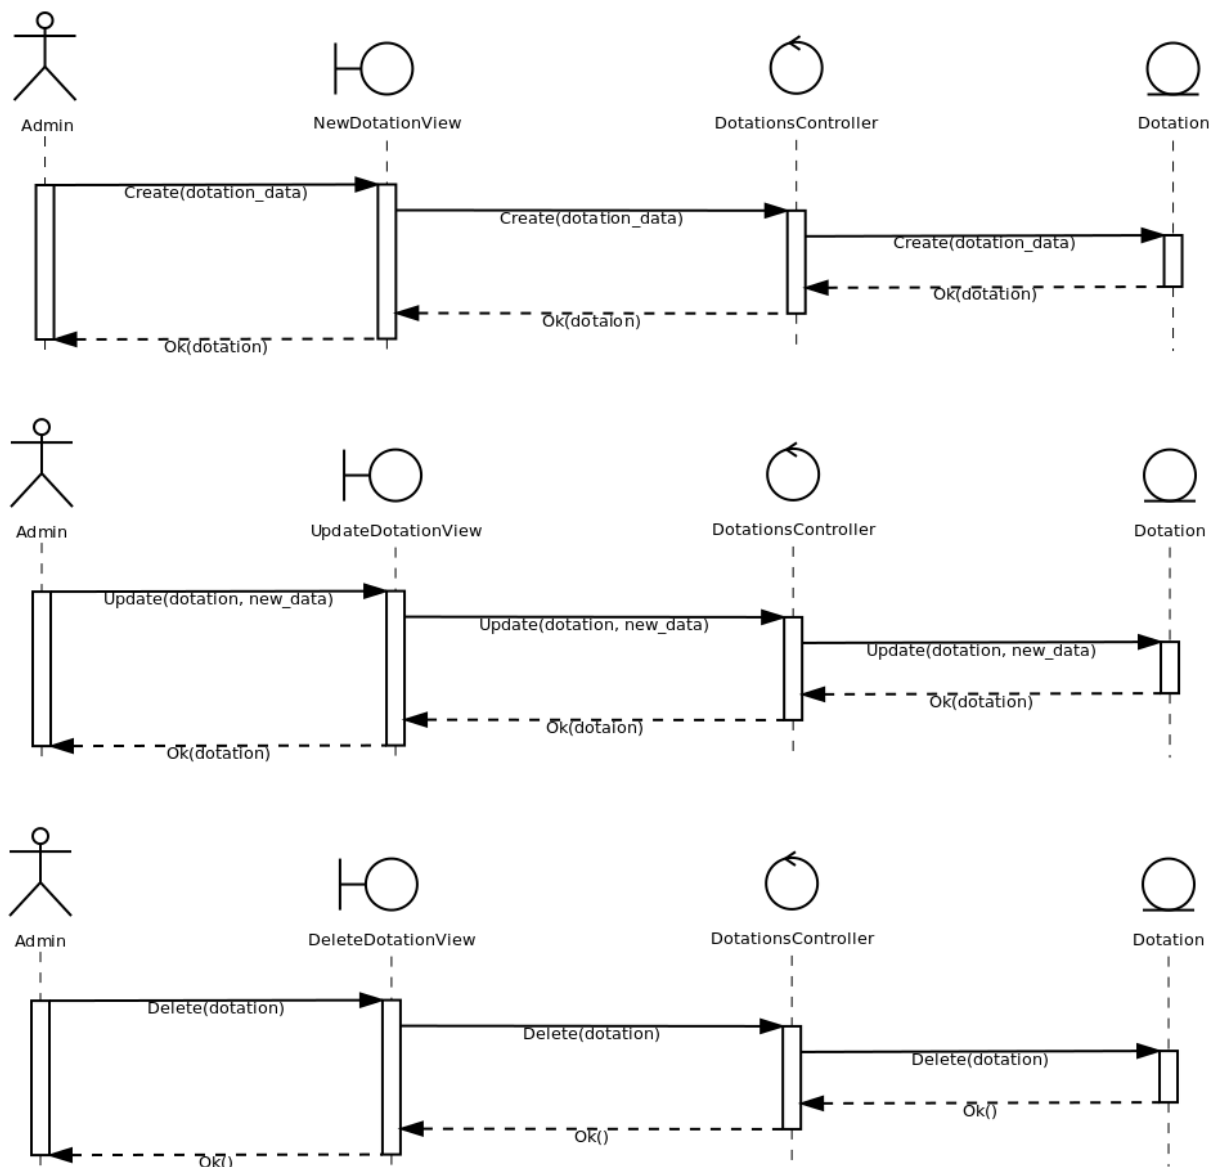 Admin
NewDotationView
DotationsController
Dotation
Create(dotation_data)
Create(dotation_data)
Create(dotation_data)
Ok(dotation)
Ok(dotaion)
Ok(dotation)
Admin
UpdateDotationView
DotationsController
Dotation
Update(dotation, new_data)
Update(dotation, new_data)
Update(dotation, new_data)
Ok(dotation)
Ok(dotaion)
Ok(dotation)
Admin
DeleteDotationView
DotationsController
Dotation
Delete(dotation)
Delete(dotation)
Delete(dotation)
Ok()
Ok()
Ok()